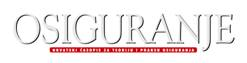 OSIGURANJE
HRVATSKI ČASOPIS ZA TEORIJU I PRAKSU OSIGURANJA